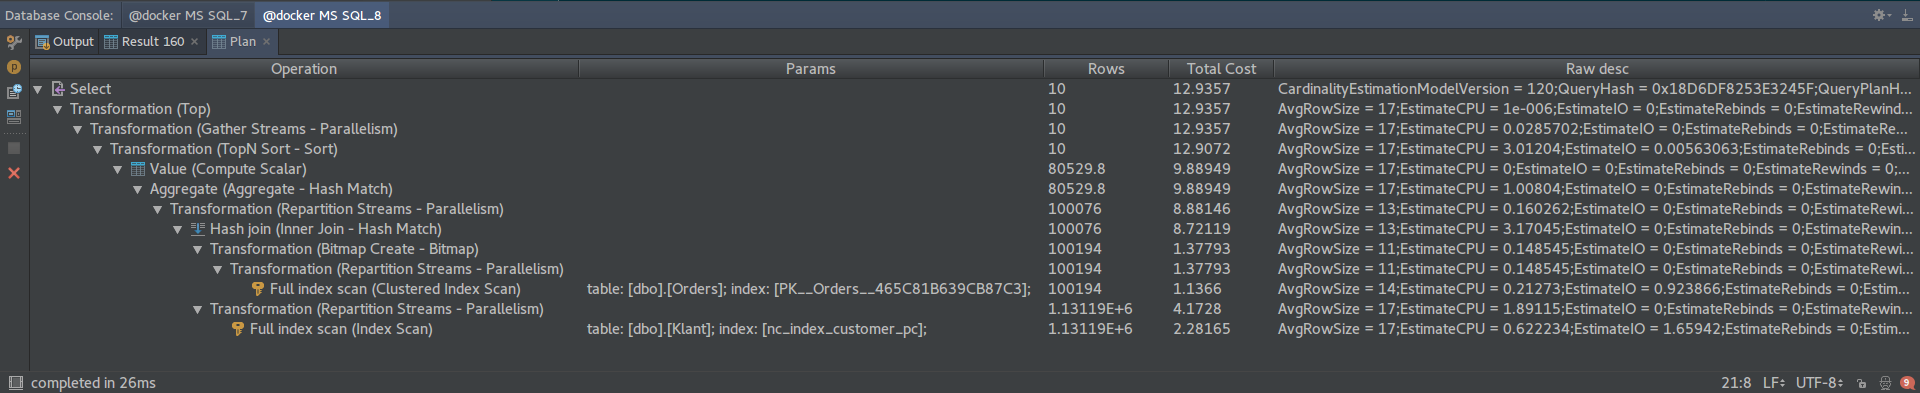 Database Console: @docker MS SQL_7 @docker MS SQL_8
Output Result 160 Plan
Operation Params Rows Total Cost Raw desc
Select 10 12.9357 CardinalityEstimationModelVersion = 120;QueryHash = 0x18D6DF8253E3245F;QueryPlanH...
Transformation (Top) 10 12.9357 AvgRowSize = 17;EstimateCPU = 1e-006;EstimateIO = 0;EstimateRebinds = 0;EstimateRewind...
Transformation (Gather Streams - Parallelism) 10 12.9357 AvgRowSize = 17;EstimateCPU = 0.0285702;EstimateIO = 0;EstimateRebinds = 0;EstimateRe...
Transformation (TopN Sort - Sort) 10 12.9072 AvgRowSize = 17;EstimateCPU = 3.01204;EstimateIO = 0.00563063;EstimateRebinds = 0;Esti...
Value (Compute Scalar) 80529.8 9.88949 AvgRowSize = 17;EstimateCPU = 0;EstimateIO = 0;EstimateRebinds = 0;EstimateRewinds = 0;...
Aggregate (Aggregate - Hash Match) 80529.8 9.88949 AvgRowSize = 17;EstimateCPU = 1.00804;EstimateIO = 0;EstimateRebinds = 0;EstimateRewin...
Transformation (Repartition Streams - Parallelism) 100076 8.88146 AvgRowSize = 13;EstimateCPU = 0.160262;EstimateIO = 0;EstimateRebinds = 0;EstimateRewi...
Hash join (Inner Join - Hash Match) 100076 8.72119 AvgRowSize = 13;EstimateCPU = 3.17045;EstimateIO = 0;EstimateRebinds = 0;EstimateRewin...
Transformation (Bitmap Create - Bitmap) 100194 1.37793 AvgRowSize = 11;EstimateCPU = 0.148545;EstimateIO = 0;EstimateRebinds = 0;EstimateRewi...
Transformation (Repartition Streams - Parallelism) 100194 1.37793 AvgRowSize = 11;EstimateCPU = 0.148545;EstimateIO = 0;EstimateRebinds = 0;EstimateRewi...
Full index scan (Clustered Index Scan) table: [dbo].[Orders]; index: [PK__Orders__465C81B639CB87C3]; 100194 1.1366 AvgRowSize = 14;EstimateCPU = 0.21273;EstimateIO = 0.923866;EstimateRebinds = 0;Estim...
Transformation (Repartition Streams - Parallelism) 1.13119E+6 4.1728 AvgRowSize = 17;EstimateCPU = 1.89115;EstimateIO = 0;EstimateRebinds = 0;EstimateRewin...
Full index scan (Index Scan) table: [dbo].[Klant]; index: [nc_index_customer_pc]; 1.13119E+6 2.28165 AvgRowSize = 17;EstimateCPU = 0.622234;EstimateIO = 1.65942;EstimateRebinds = 0;Estim...
completed in 26ms 21:8 LF UTF-8 9